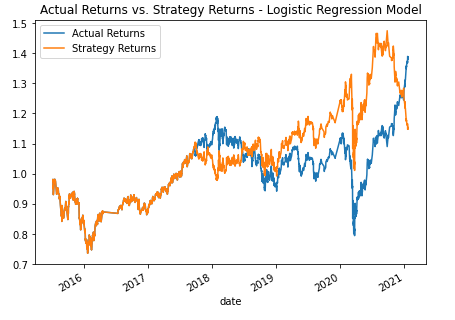 Actual Returns vs. Strategy Returns - Logistic Regression Model
Actual Returns
Strategy Returns
1.5
1.4
1.3
1.2
1.1
1.0
0.9
0.8
0.7
2016 2017 2018 2019 2020 2021
date